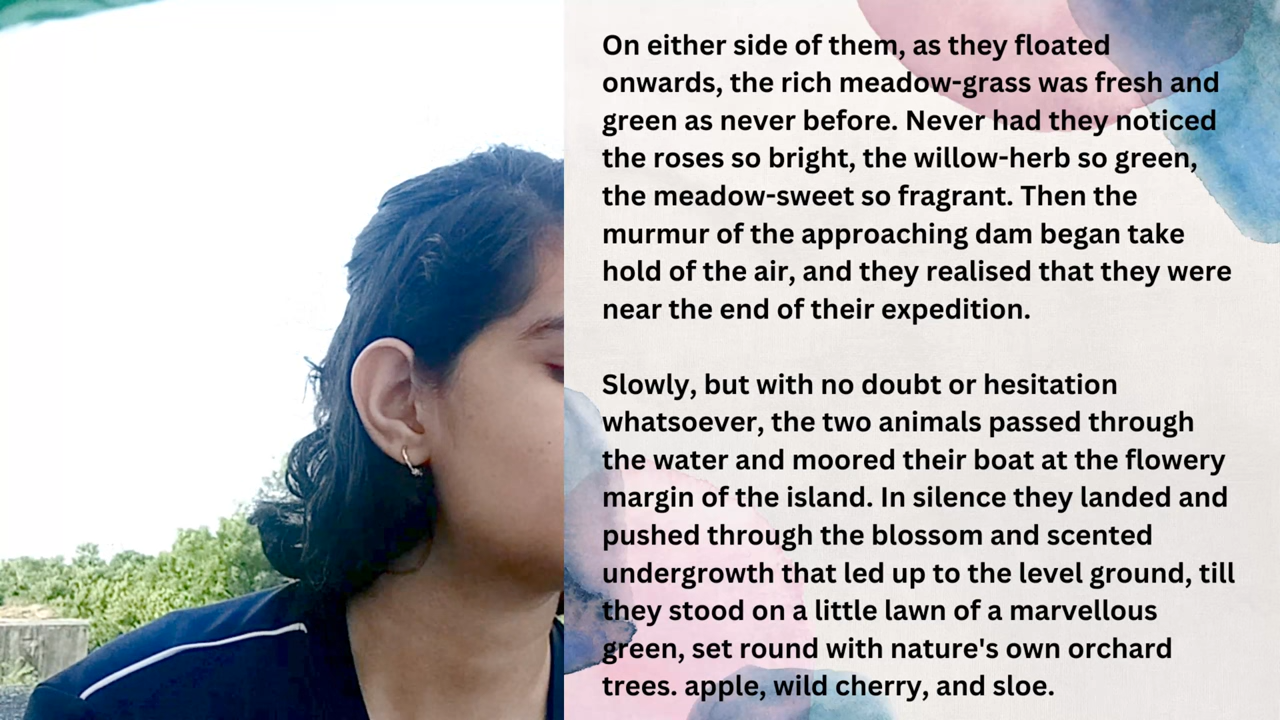 On either side of them, as they floated
onwards, the rich meadow-grass was fresh and
green as never before. Never had they noticed
the roses so bright, the willow-herb so green,
the meadow-sweet so fragrant. Then the
murmur of the approaching dam began take
hold of the air, and they realised that they were
near the end of their expedition.
Slowly, but with no doubt or hesitation
whatsoever, the two animals passed through
the water and moored their boat at the flowery
margin of the island. In silence they landed and
pushed through the blossom and scented
undergrowth that led up to the level ground, till
they stood on a little lawn of a marvellous
green, set round with nature's own orchard
trees. apple, wild cherry, and sloe.